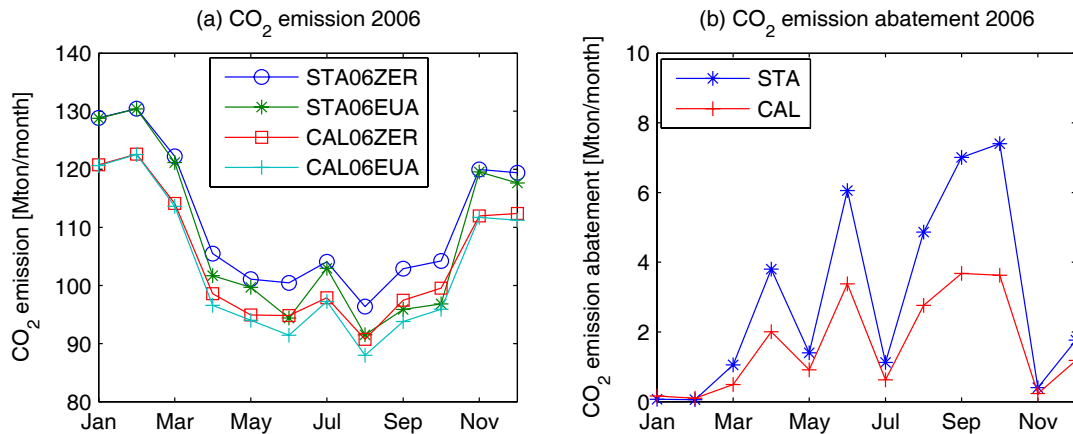 (a) CO₂ emission 2006
CO₂ emission [Mton/month]
140
130
120
110
100
90
80
Jan Mar May Jul Sep Nov
STA06ZER
STA06EUA
CAL06ZER
CAL06EUA
(b) CO₂ emission abatement 2006
CO₂ emission abatement [Mton/month]
10
8
6
4
2
0
Jan Mar May Jul Sep Nov
STA
CAL